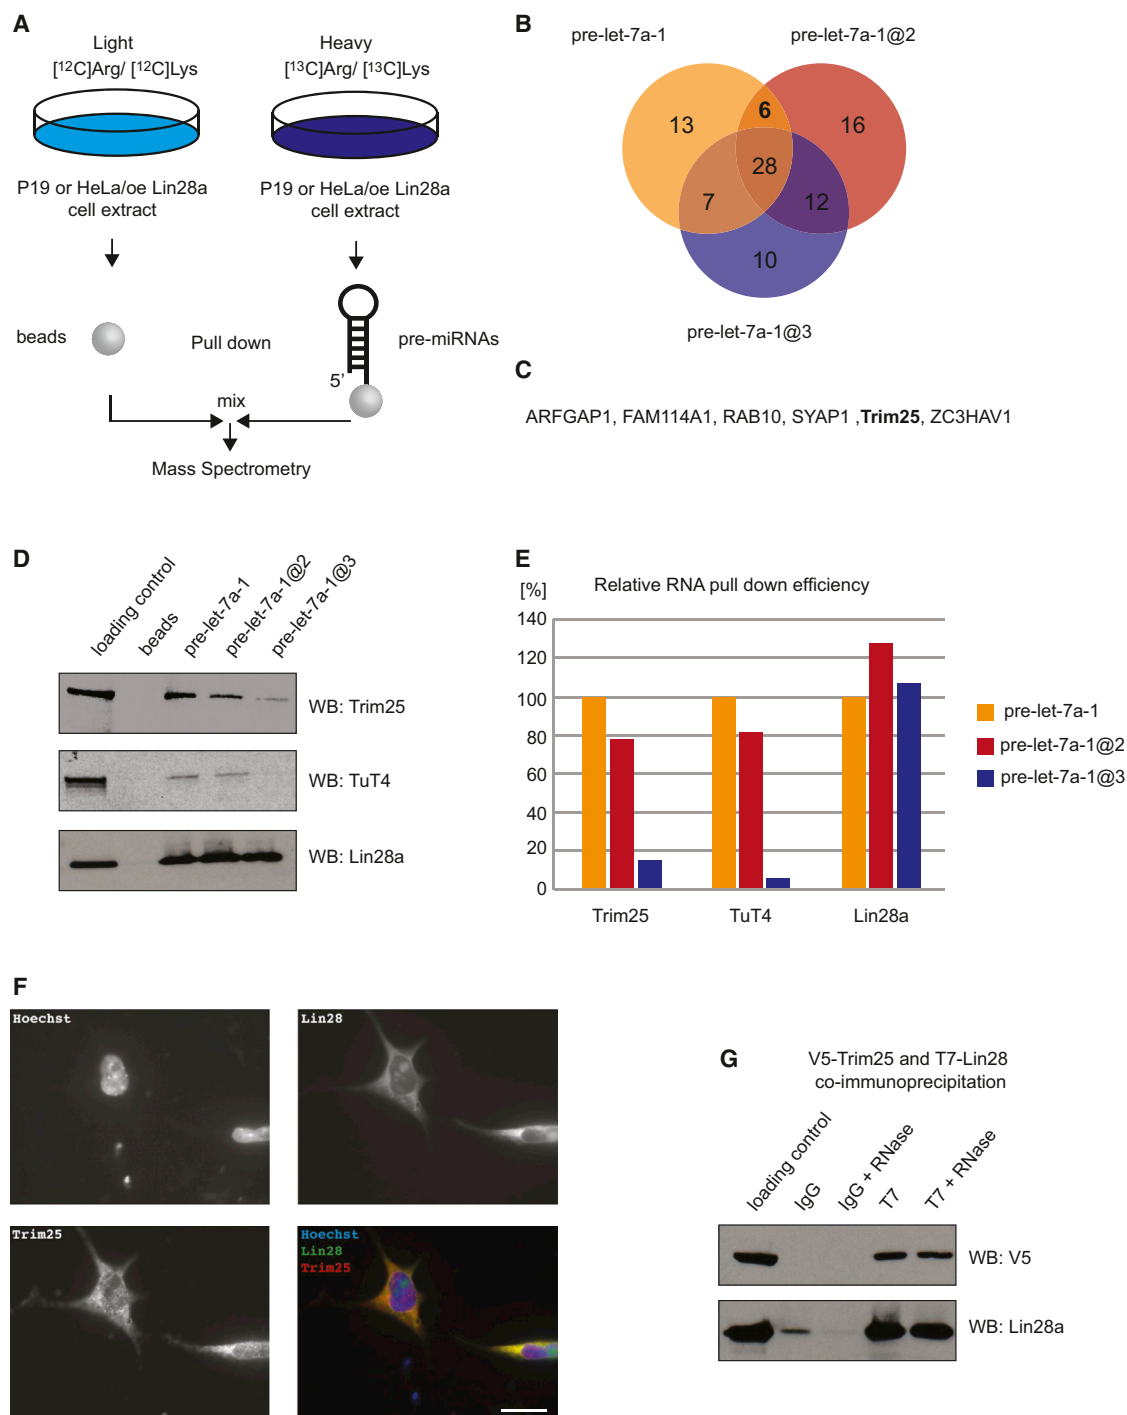 A
Light
[¹²C]Arg/ [¹²C]Lys
Heavy
[¹³C]Arg/ [¹³C]Lys
P19 or HeLa/oe Lin28a
cell extract
P19 or HeLa/oe Lin28a
cell extract
beads
Pull down
pre-miRNAs
5’
mix
Mass Spectrometry
B
pre-let-7a-1
pre-let-7a-1@2
13
6
16
28
7
12
10
pre-let-7a-1@3
C
ARFGAP1, FAM114A1, RAB10, SYAP1 ,Trim25, ZC3HAV1
D
loading control
beads
pre-let-7a-1
pre-let-7a-1@2
pre-let-7a-1@3
WB: Trim25
WB: TuT4
WB: Lin28a
E
[%]
Relative RNA pull down efficiency
140
120
100
80
60
40
20
0
Trim25
TuT4
Lin28a
pre-let-7a-1
pre-let-7a-1@2
pre-let-7a-1@3
F
Hoechst
Lin28
Trim25
Hoechst
Lin28
Trim25
G
V5-Trim25 and T7-Lin28
co-immunoprecipitation
loading control
IgG
IgG + RNase
T7
T7 + RNase
WB: V5
WB: Lin28a